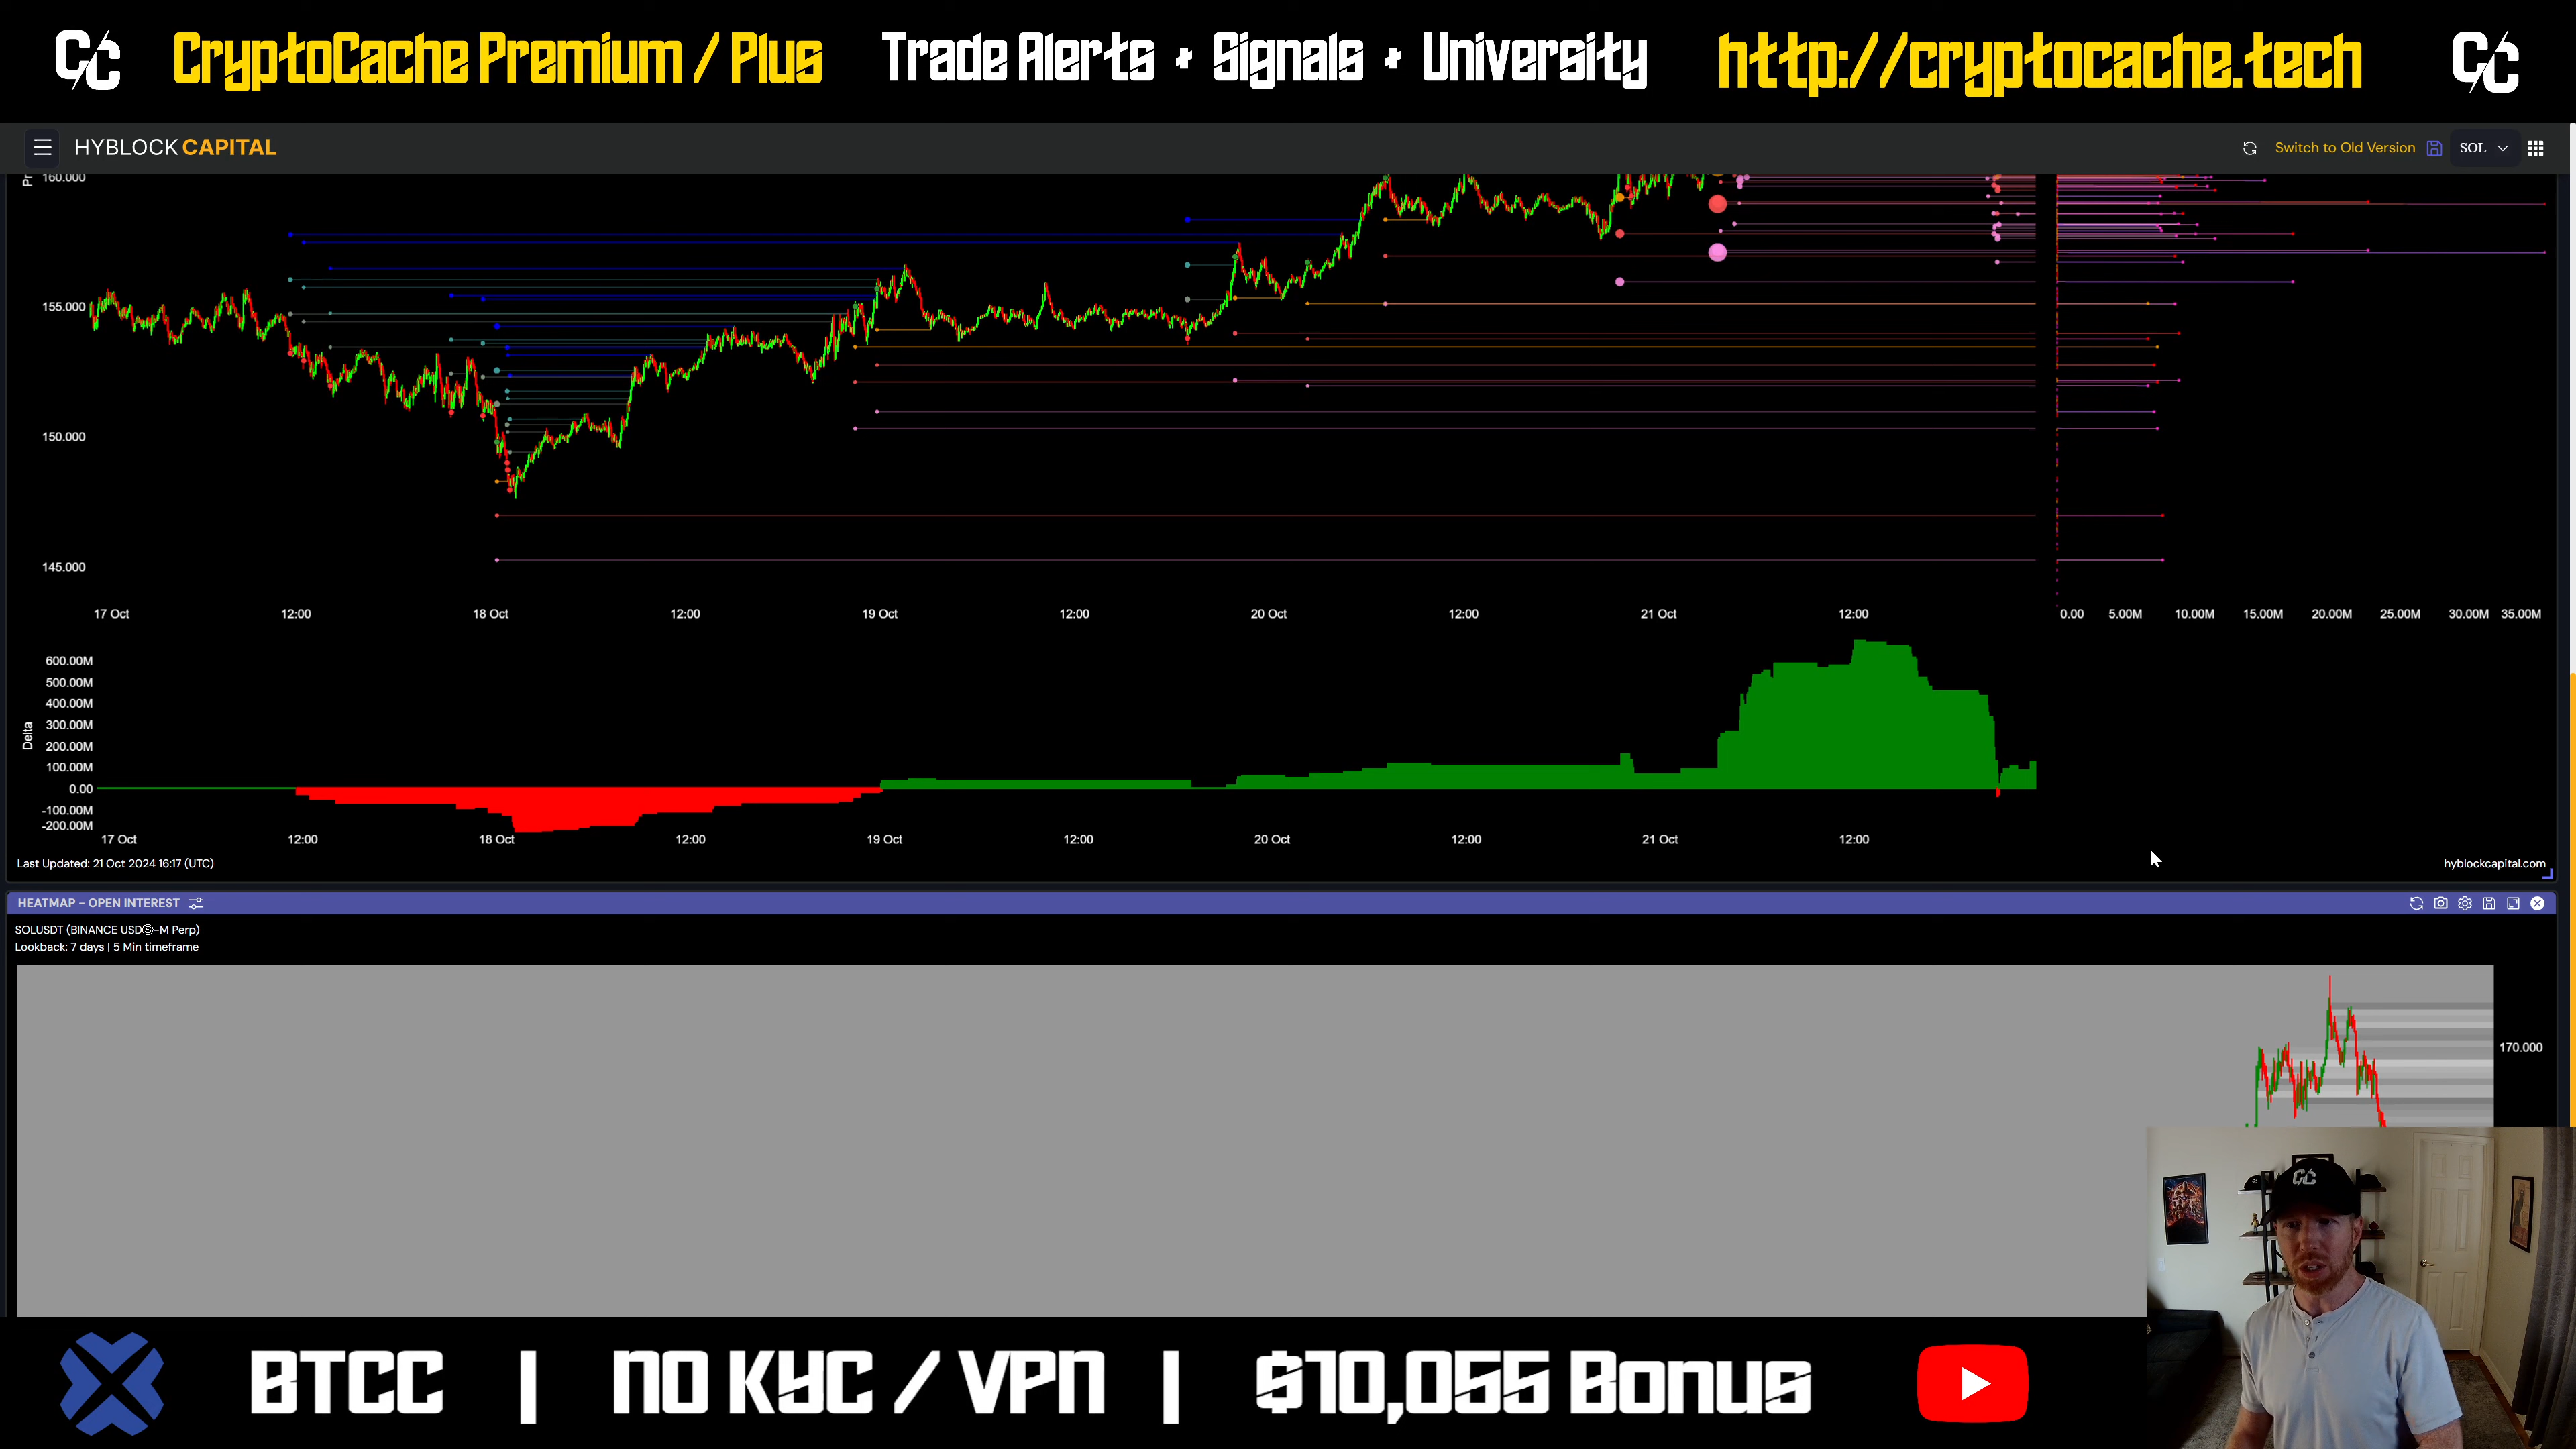 CC CryptoCache Premium / Plus Trade Alerts + Signals + University http://cryptocache.tech CC
HYBLOCK CAPITAL Switch to Old Version SOL
160.000
155.000
150.000
145.000
17 Oct 12:00 18 Oct 12:00 19 Oct 12:00 20 Oct 12:00 21 Oct 12:00 0.00 5.00M 10.00M 15.00M 20.00M 25.00M 30.00M 35.00M
Delta
600.00M
500.00M
400.00M
300.00M
200.00M
100.00M
0.00
-100.00M
-200.00M
17 Oct 12:00 18 Oct 12:00 19 Oct 12:00 20 Oct 12:00 21 Oct 12:00
Last Updated: 21 Oct 2024 16:17 (UTC) hyblockcapital.com
HEATMAP - OPEN INTEREST
SOLUSDT (BINANCE USDⓈ-M Perp)
Lookback: 7 days | 5 Min timeframe
170.000
CC
BTCC | NO KYC / VPN | $10,055 Bonus